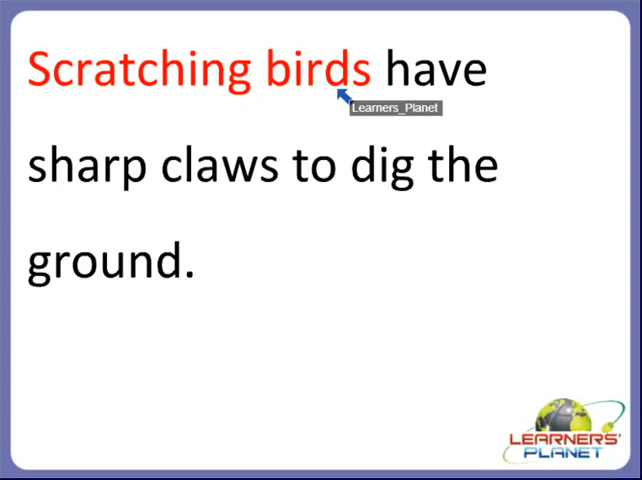 Scratching birds have
Learners_Planet
sharp claws to dig the
ground.
LEARNERS'
PLANET